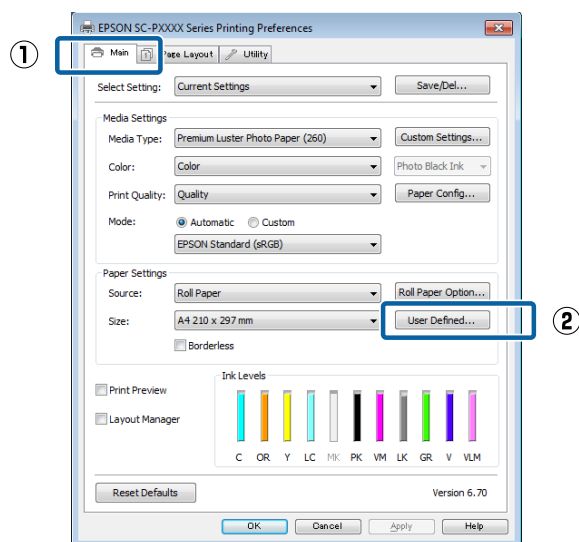 EPSON SC-PXXXX Series Printing Preferences
①
Main
Page Layout
Utility
Select Setting: Current Settings Save/Del...
Media Settings
Media Type: Premium Luster Photo Paper (260) Custom Settings...
Color: Color Photo Black Ink
Print Quality: Quality Paper Config...
Mode: Automatic Custom
EPSON Standard (sRGB)
Paper Settings
Source: Roll Paper Roll Paper Option...
Size: A4 210 x 297 mm User Defined...
②
Borderless
Print Preview
Layout Manager
Ink Levels
C OR Y LC MK PK VM LK GR V VLM
Reset Defaults Version 6.70
OK Cancel Apply Help